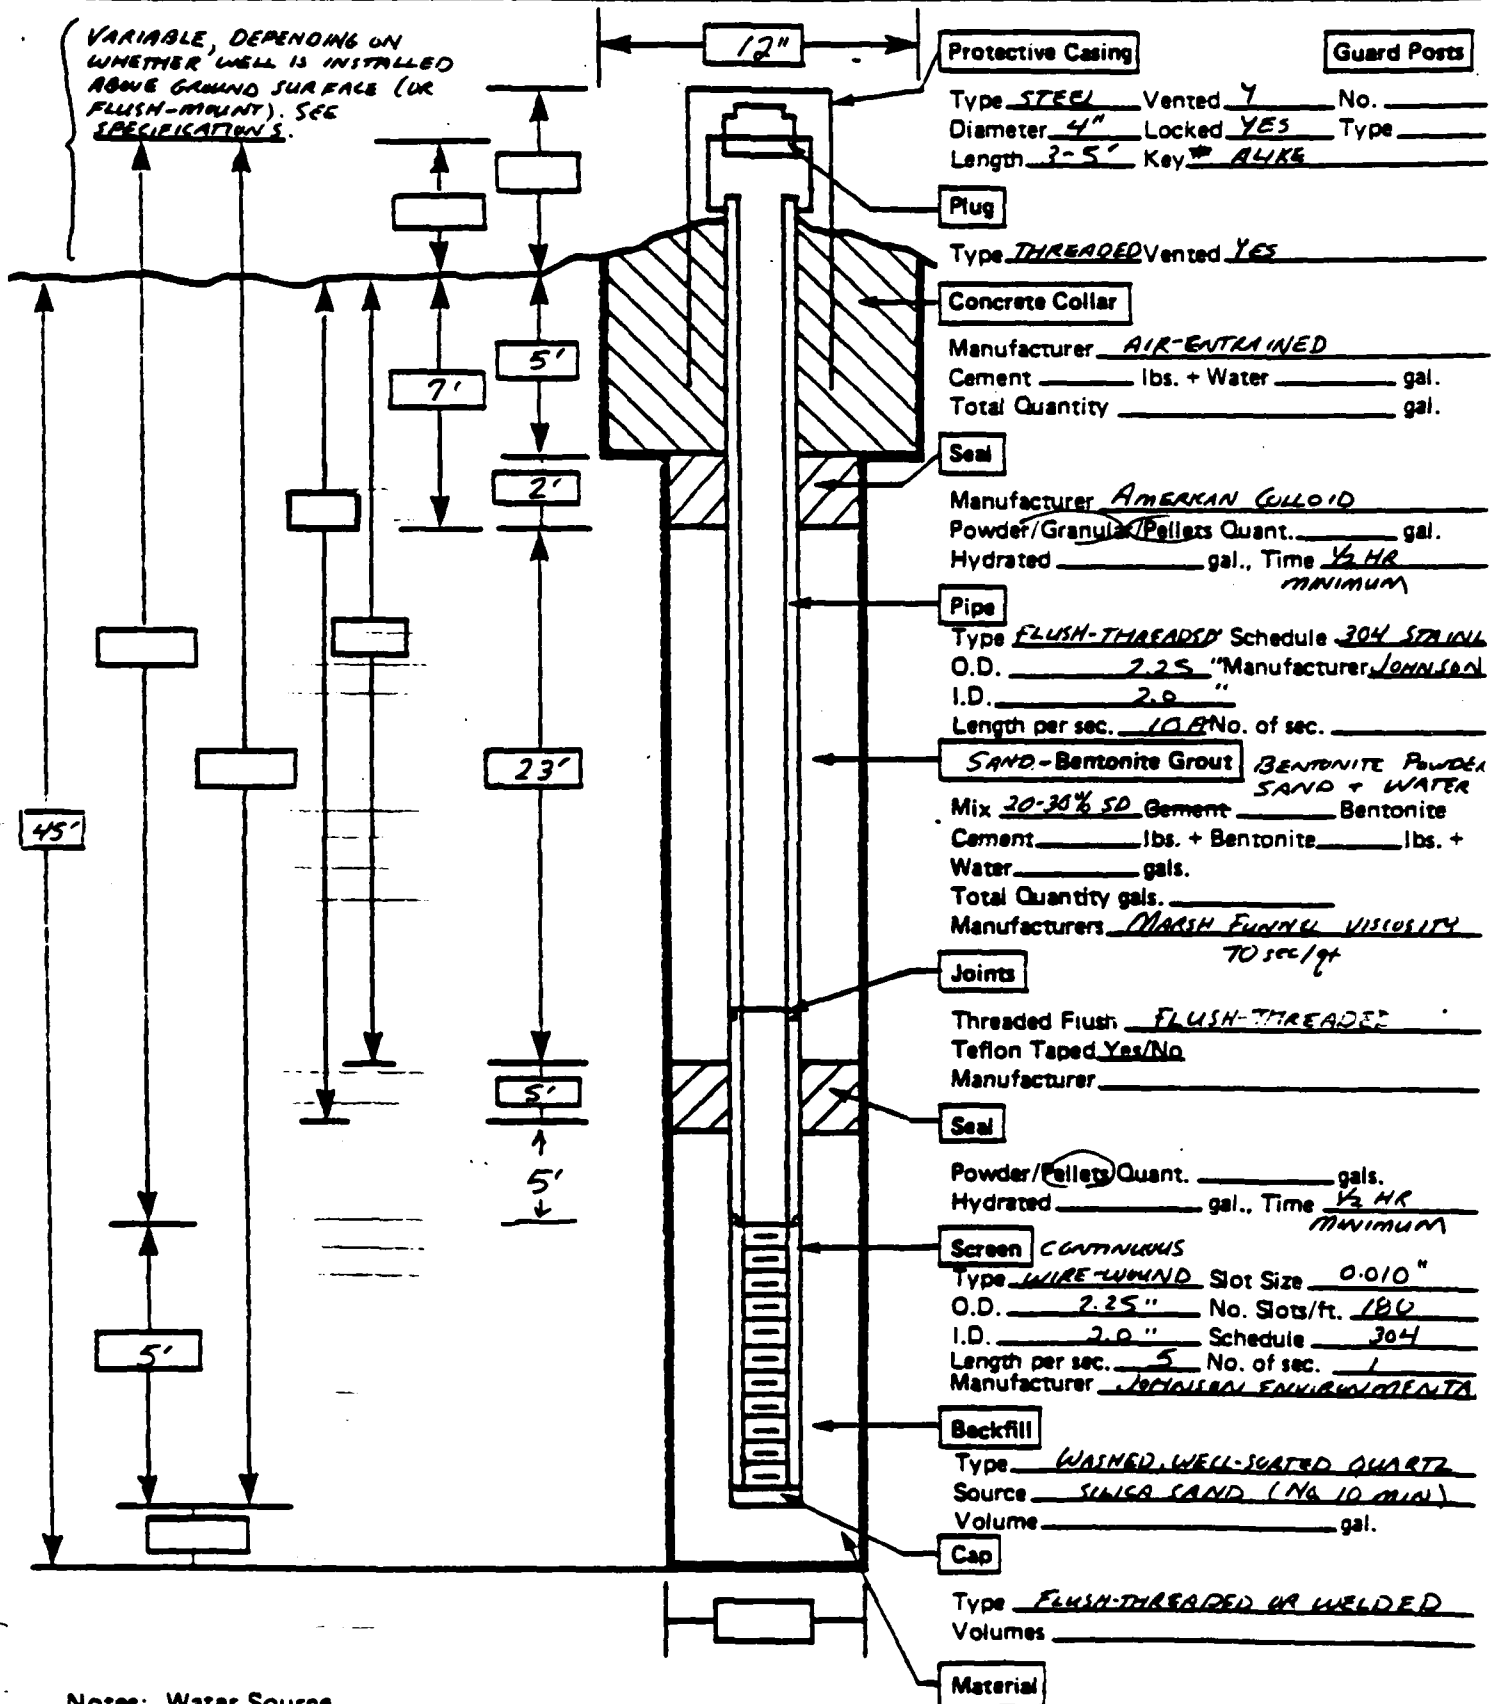 VARIABLE, DEPENDING ON
WHETHER WELL IS INSTALLED
ABOVE GROUND SURFACE (OR
FLUSH-MOUNT). SEE
SPECIFICATIONS.
12"
5'
7'
2'
23'
45'
5'
5'
5'
Protective Casing
Guard Posts
Type STEEL Vented Y No.
Diameter 4" Locked YES Type
Length 3-5' Key # ALIKE
Plug
Type THREADED Vented YES
Concrete Collar
Manufacturer AIR-ENTRAINED
Cement lbs. + Water gal.
Total Quantity gal.
Seal
Manufacturer AMERICAN COLLOID
Powder/Granular/Pellets Quant. gal.
Hydrated gal., Time 1/2 HR
MINIMUM
Pipe
Type FLUSH-THREADED Schedule 304 STAINL
O.D. 2.25 " Manufacturer JOHNSON
I.D. 2.0 "
Length per sec. 10 No. of sec.
SAND - Bentonite Grout BENTONITE POWDER
SAND + WATER
Mix 20-30% SD Cement Bentonite
Cement lbs. + Bentonite lbs. +
Water gals.
Total Quantity gals.
Manufacturers MARSH FUNNEL VISCOSITY
70 sec/qt
Joints
Threaded Flush FLUSH-THREADED
Teflon Taped Yes/No
Manufacturer
Seal
Powder/Pellets Quant. gals.
Hydrated gal., Time 1/2 HR
MINIMUM
Screen CONTINUOUS
Type WIRE-WOUND Slot Size 0.010"
O.D. 2.25" No. Slots/ft. 180
I.D. 2.0" Schedule 304
Length per sec. 5 No. of sec. 1
Manufacturer JOHNSON ENVIRONMENTA
Backfill
Type WASHED, WELL-SORTED QUARTZ
Source SILICA SAND (No 10 MIN)
Volume gal.
Cap
Type FLUSH-THREADED OR WELDED
Volumes
Material
Notes: Water Source